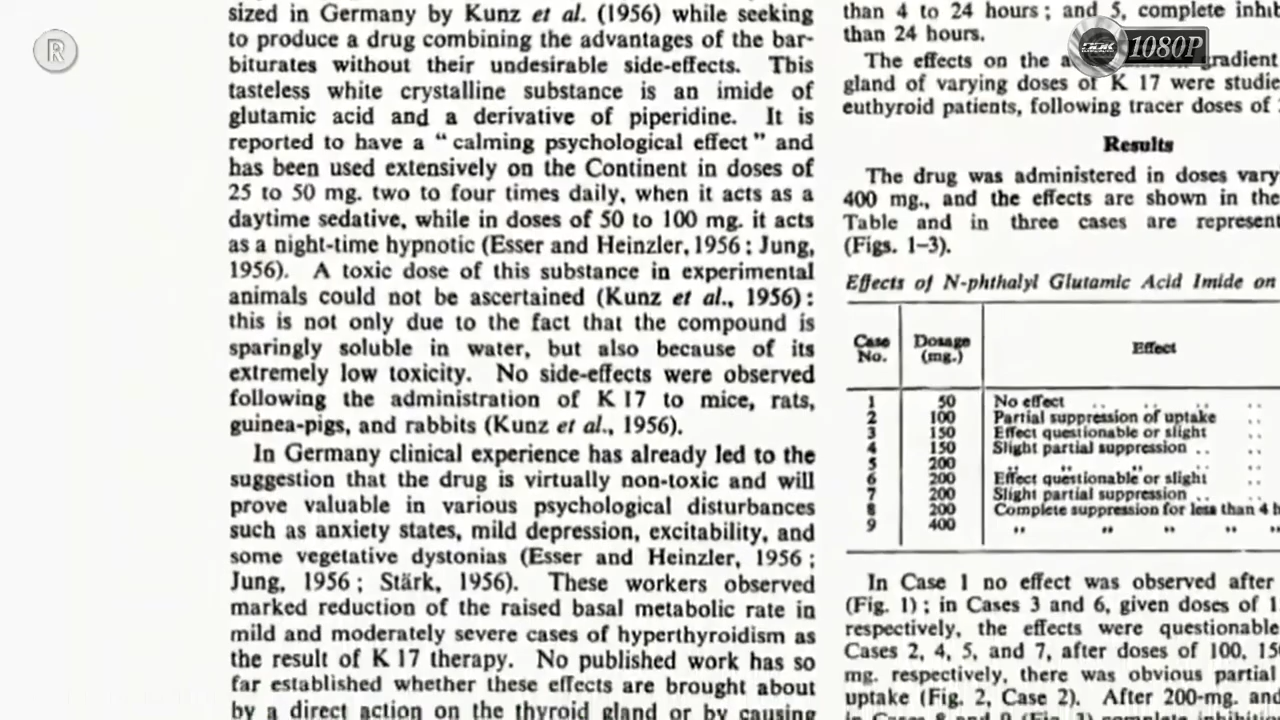 ®
DDK 1080P
sized in Germany by Kunz et al. (1956) while seeking
to produce a drug combining the advantages of the bar-
biturates without their undesirable side-effects. This
tasteless white crystalline substance is an imide of
glutamic acid and a derivative of piperidine. It is
reported to have a “calming psychological effect” and
has been used extensively on the Continent in doses of
25 to 50 mg. two to four times daily, when it acts as a
daytime sedative, while in doses of 50 to 100 mg. it acts
as a night-time hypnotic (Esser and Heinzler, 1956; Jung,
1956). A toxic dose of this substance in experimental
animals could not be ascertained (Kunz et al., 1956):
this is not only due to the fact that the compound is
sparingly soluble in water, but also because of its
extremely low toxicity. No side-effects were observed
following the administration of K 17 to mice, rats,
guinea-pigs, and rabbits (Kunz et al., 1956).
In Germany clinical experience has already led to the
suggestion that the drug is virtually non-toxic and will
prove valuable in various psychological disturbances
such as anxiety states, mild depression, excitability, and
some vegetative dystonias (Esser and Heinzler, 1956;
Jung, 1956; Stärk, 1956). These workers observed
marked reduction of the raised basal metabolic rate in
mild and moderately severe cases of hyperthyroidism as
the result of K 17 therapy. No published work has so
far established whether these effects are brought about
by a direct action on the thyroid gland or by causing
than 4 to 24 hours; and 5, complete inhib
than 24 hours.
The effects on the a radient
gland of varying doses of K 17 were studie
euthyroid patients, following tracer doses of
Results
The drug was administered in doses vary
400 mg., and the effects are shown in the
Table and in three cases are represent
(Figs. 1–3).
Effects of N-phthalyl Glutamic Acid Imide on
Case No. Dosage (mg.) Effect
1 50 No effect .. .. .. ..
2 100 Partial suppression of uptake ..
3 150 Effect questionable or slight ..
4 150 Slight partial suppression .. ..
5 200 ,, ,, ,, .. ..
6 200 Effect questionable or slight ..
7 200 Slight partial suppression .. ..
8 200 Complete suppression for less than 4 h
9 400 ,, ,, ,, ,, ,,
In Case 1 no effect was observed after
(Fig. 1); in Cases 3 and 6, given doses of 1
respectively, the effects were questionable
Cases 2, 4, 5, and 7, after doses of 100, 15
mg. respectively, there was obvious partial
uptake (Fig. 2, Case 2). After 200-mg. and
in Cases 8 and 9 (Fig. 3) complete inhibitio